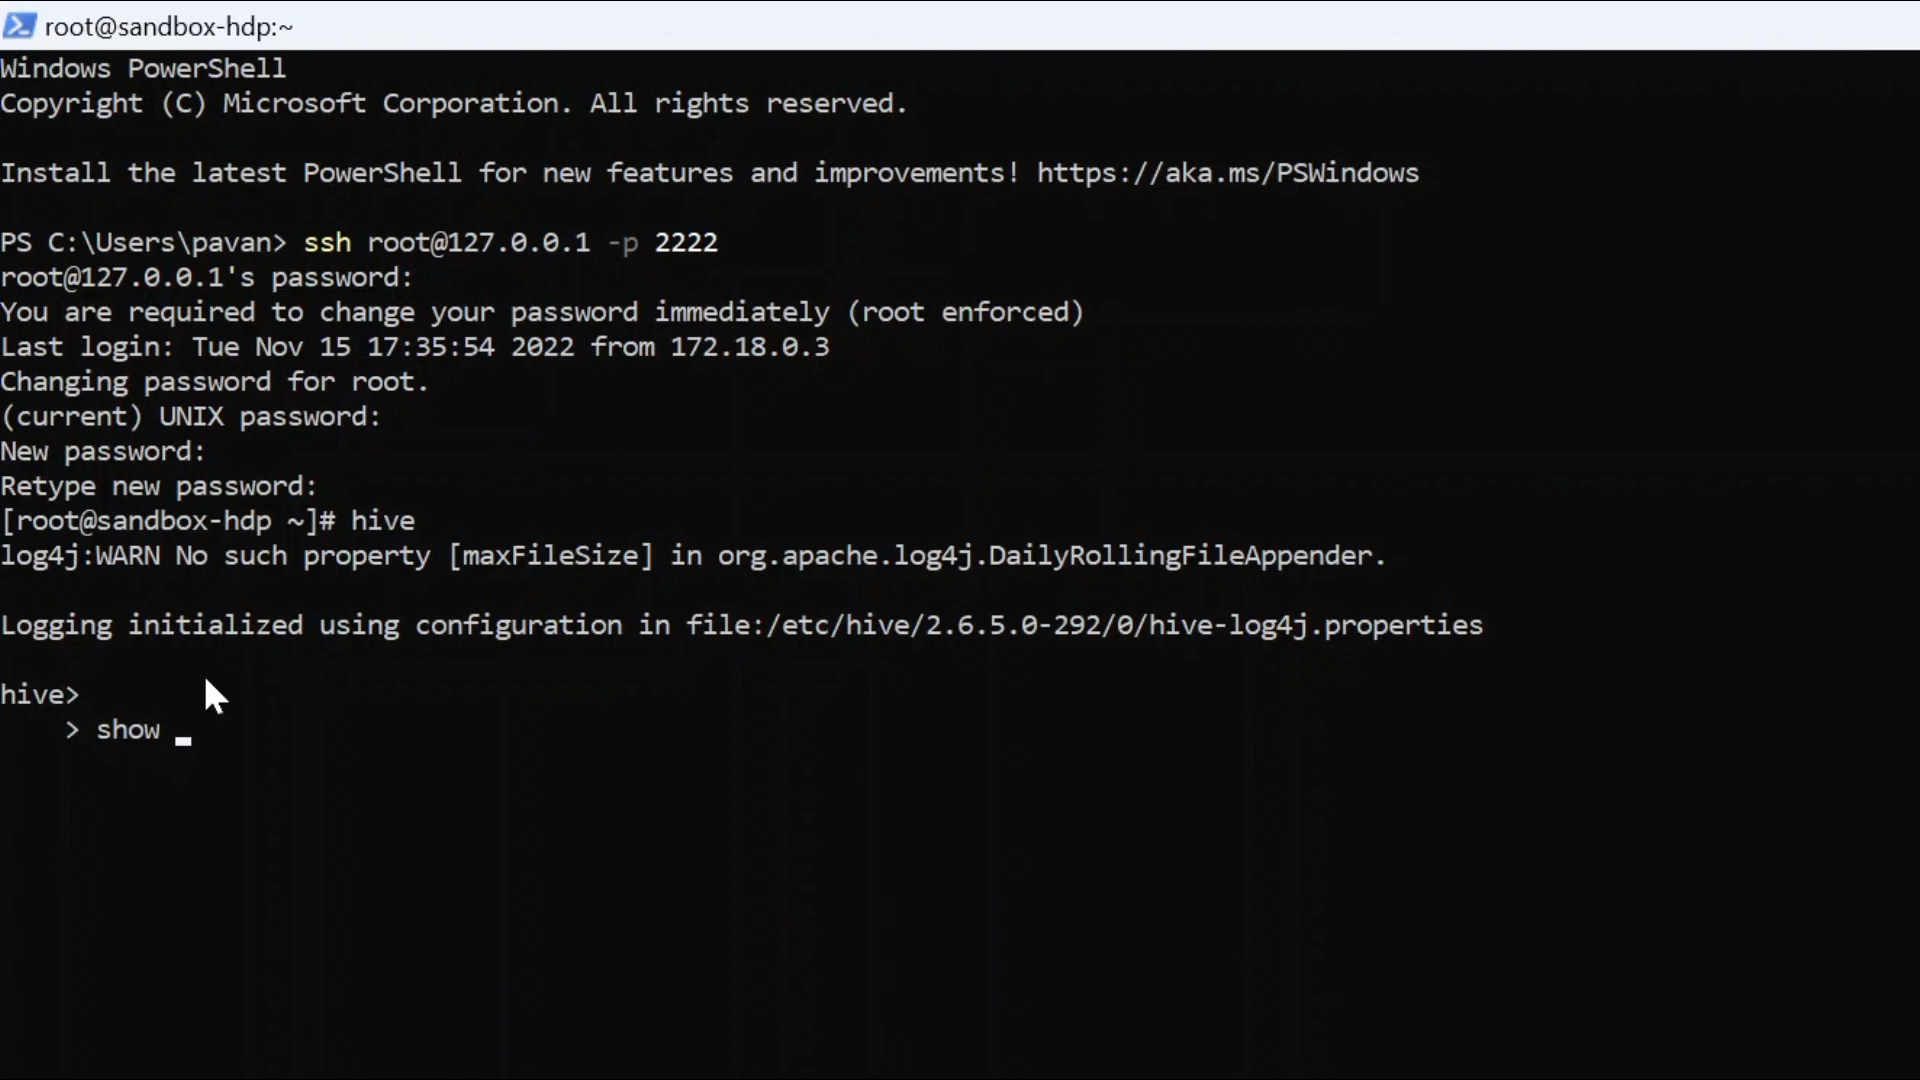 root@sandbox-hdp:~
Windows PowerShell
Copyright (C) Microsoft Corporation. All rights reserved.
Install the latest PowerShell for new features and improvements! https://aka.ms/PSWindows
PS C:\Users\pavan> ssh root@127.0.0.1 -p 2222
root@127.0.0.1's password:
You are required to change your password immediately (root enforced)
Last login: Tue Nov 15 17:35:54 2022 from 172.18.0.3
Changing password for root.
(current) UNIX password:
New password:
Retype new password:
[root@sandbox-hdp ~]# hive
log4j:WARN No such property [maxFileSize] in org.apache.log4j.DailyRollingFileAppender.
Logging initialized using configuration in file:/etc/hive/2.6.5.0-292/0/hive-log4j.properties
hive>
    > show _